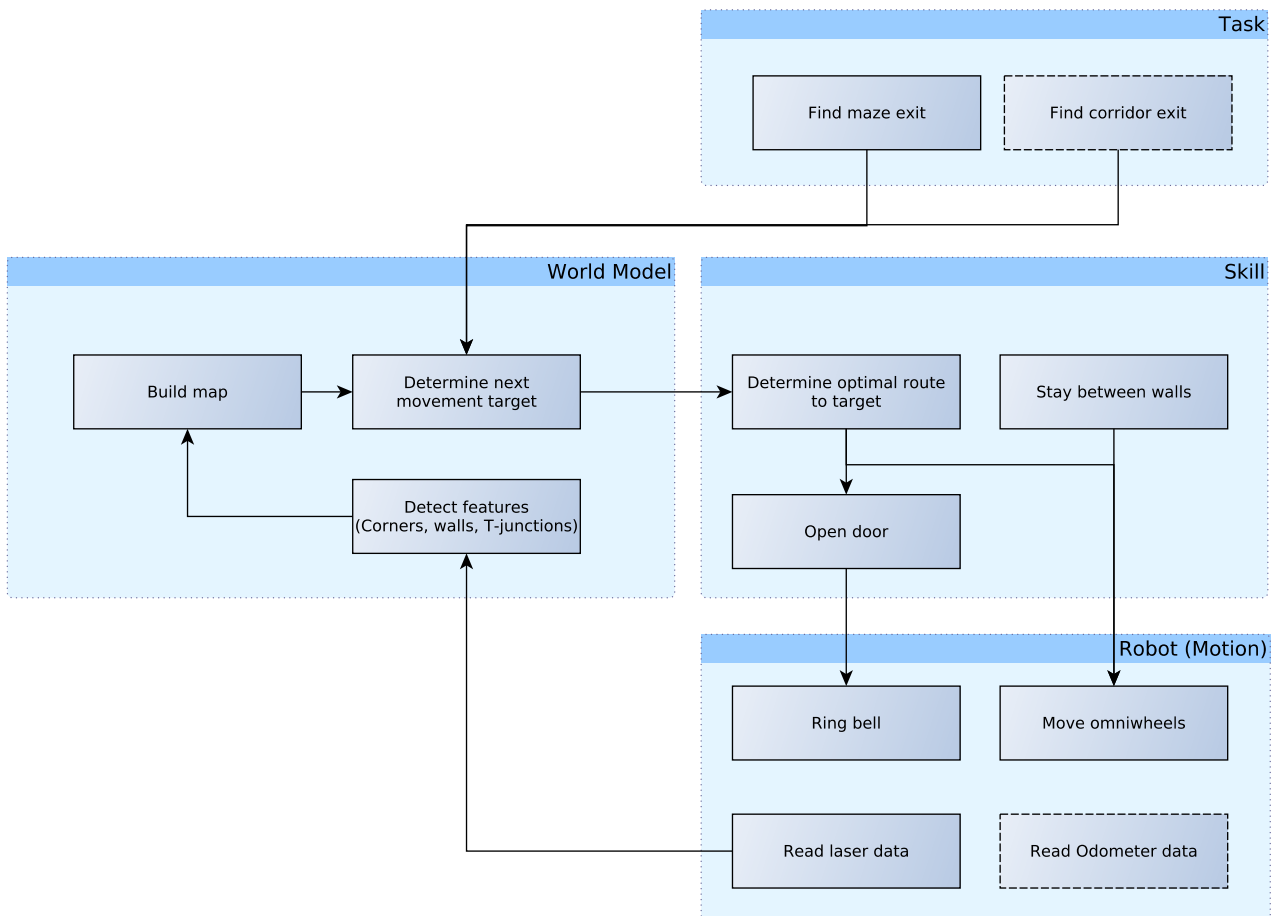 Task
Find maze exit
Find corridor exit
World Model
Build map
Determine next
movement target
Detect features
(Corners, walls, T-junctions)
Skill
Determine optimal route
to target
Stay between walls
Open door
Robot (Motion)
Ring bell
Move omniwheels
Read laser data
Read Odometer data